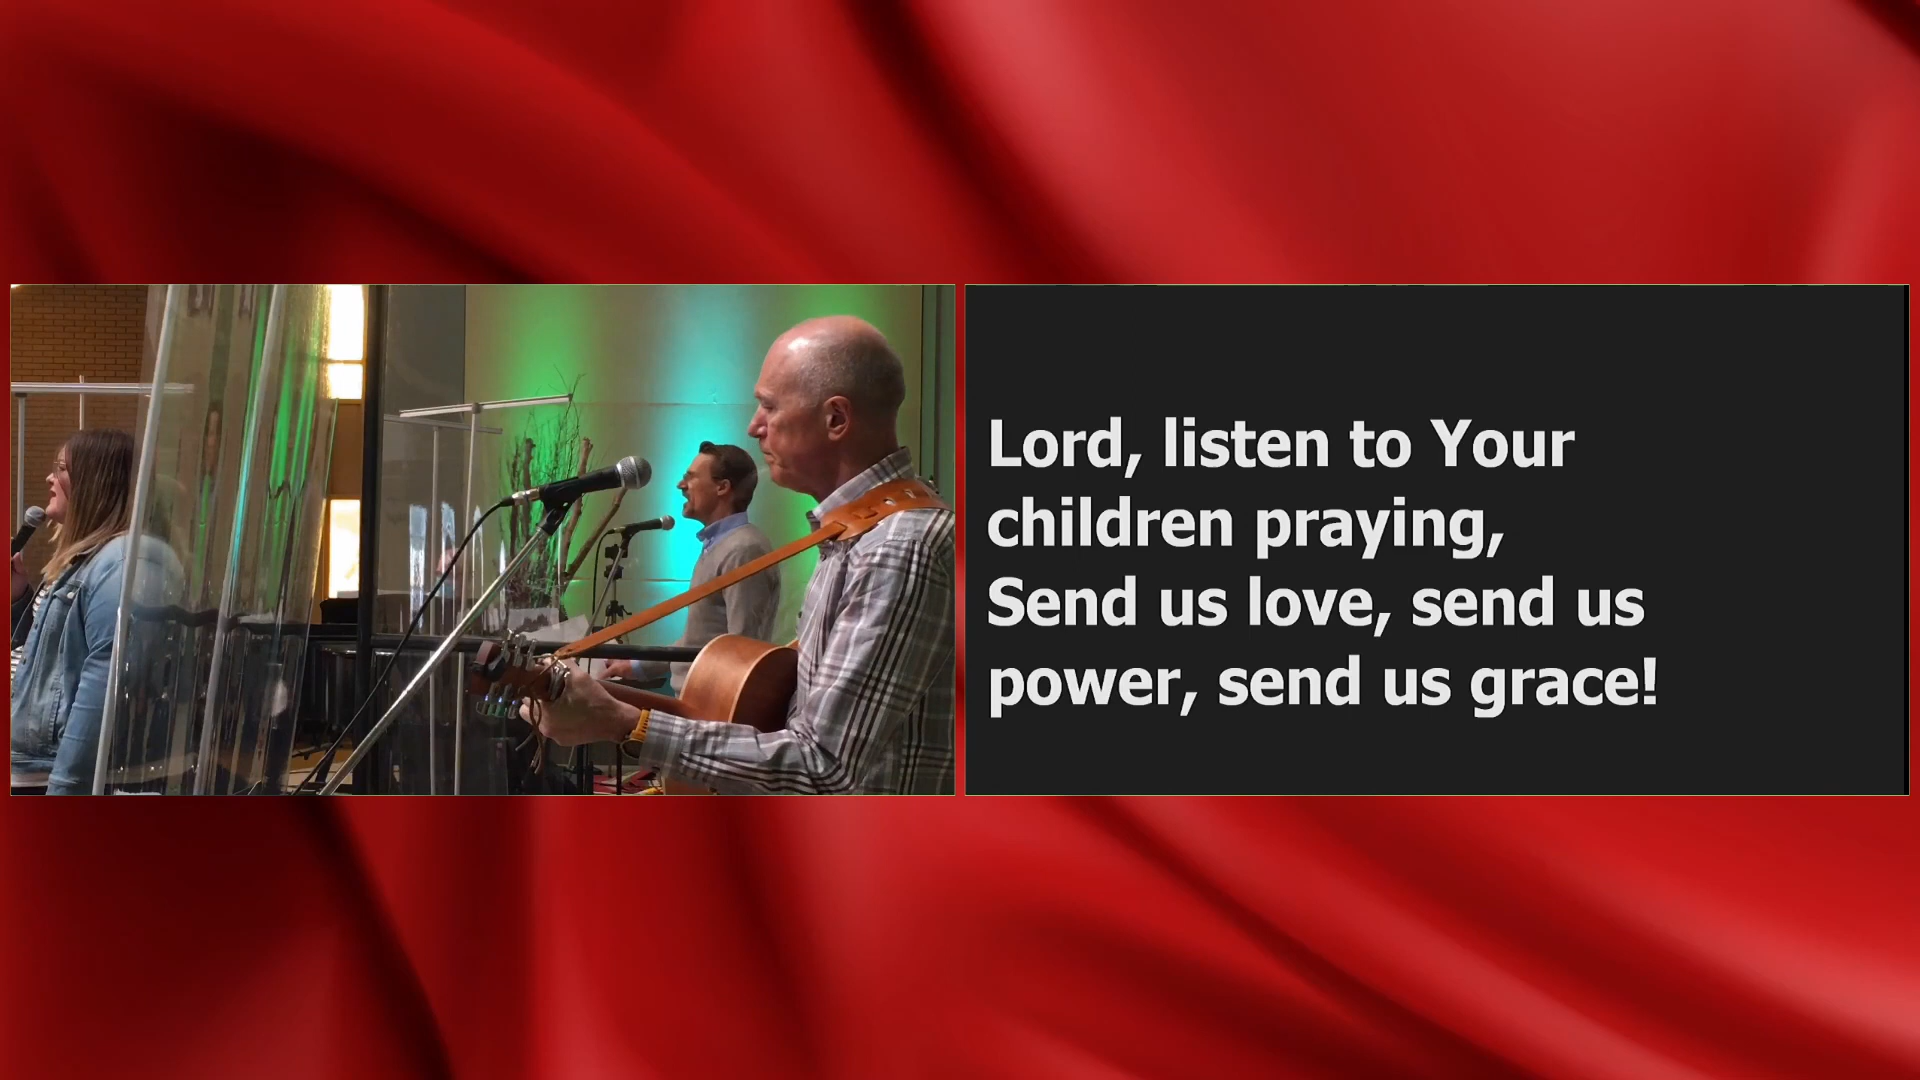 Lord, listen to Your
children praying,
Send us love, send us
power, send us grace!